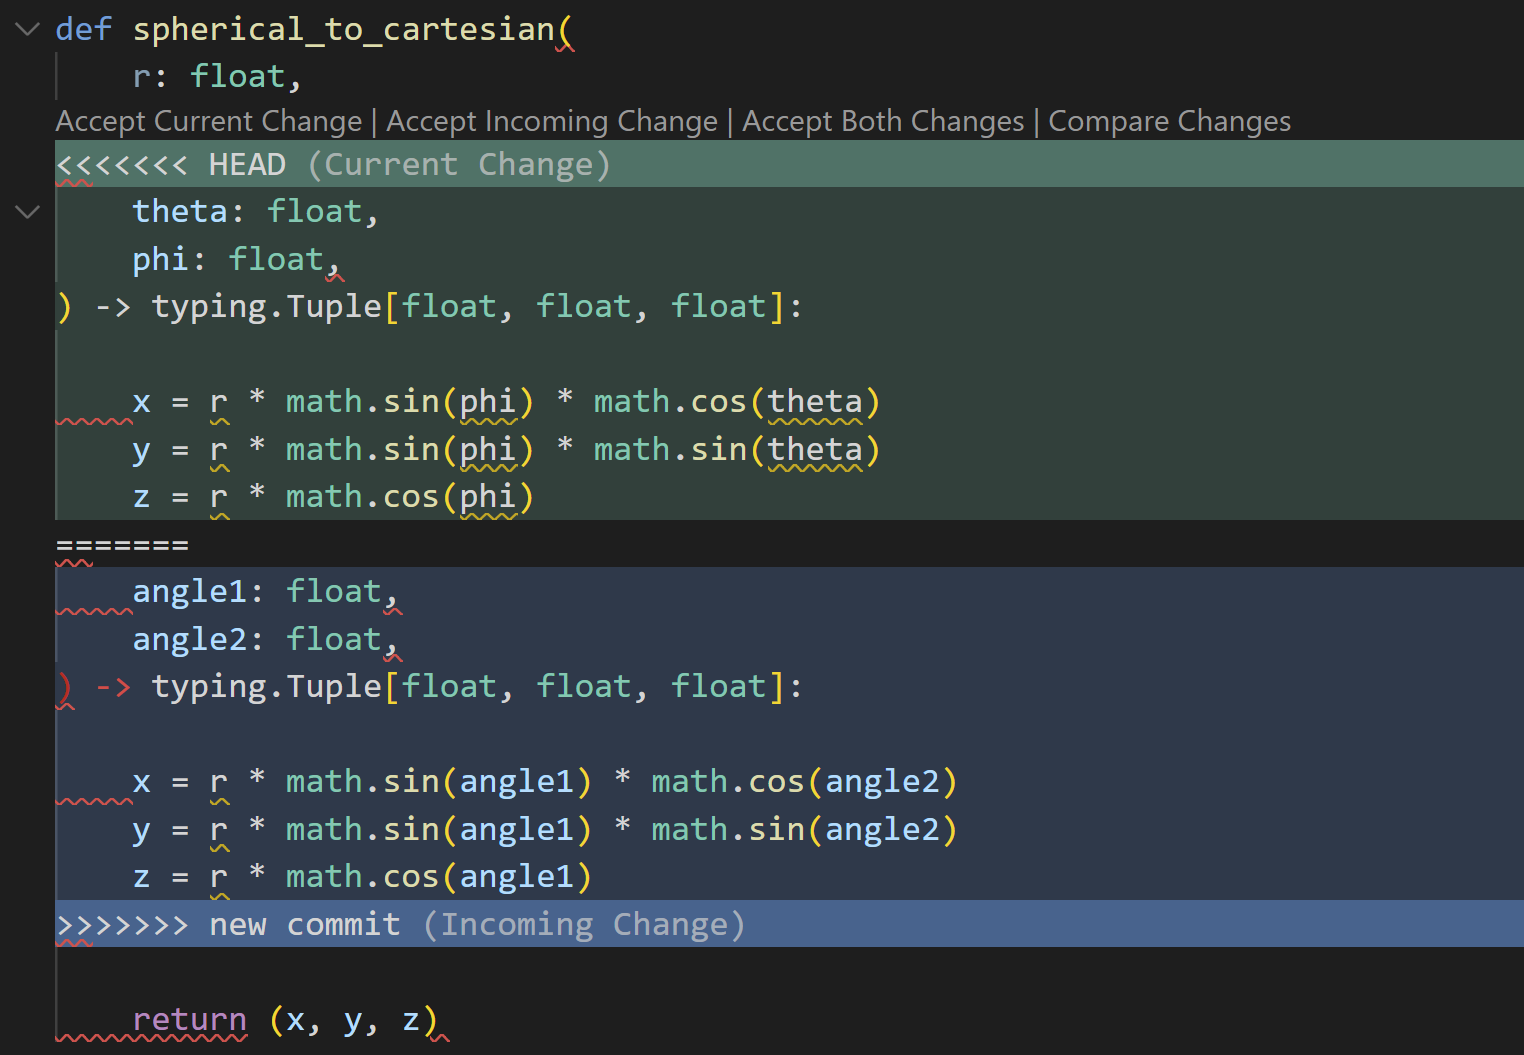 def spherical_to_cartesian(
    r: float,
Accept Current Change | Accept Incoming Change | Accept Both Changes | Compare Changes
<<<<<<< HEAD (Current Change)
    theta: float,
    phi: float,
) -> typing.Tuple[float, float, float]:
    x = r * math.sin(phi) * math.cos(theta)
    y = r * math.sin(phi) * math.sin(theta)
    z = r * math.cos(phi)
=======
    angle1: float,
    angle2: float,
) -> typing.Tuple[float, float, float]:
    x = r * math.sin(angle1) * math.cos(angle2)
    y = r * math.sin(angle1) * math.sin(angle2)
    z = r * math.cos(angle1)
>>>>>>> new commit (Incoming Change)
    return (x, y, z)